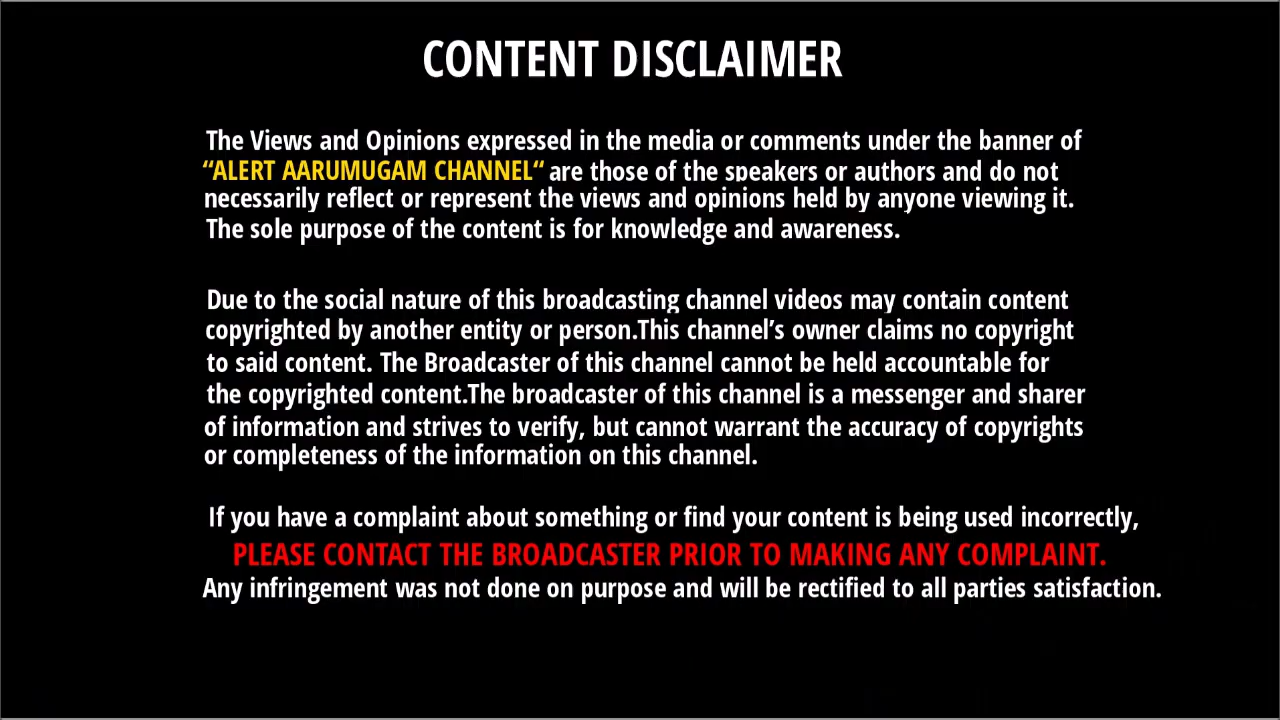 CONTENT DISCLAIMER
The Views and Opinions expressed in the media or comments under the banner of
“ALERT AARUMUGAM CHANNEL“ are those of the speakers or authors and do not
necessarily reflect or represent the views and opinions held by anyone viewing it.
The sole purpose of the content is for knowledge and awareness.
Due to the social nature of this broadcasting channel videos may contain content
copyrighted by another entity or person.This channel’s owner claims no copyright
to said content. The Broadcaster of this channel cannot be held accountable for
the copyrighted content.The broadcaster of this channel is a messenger and sharer
of information and strives to verify, but cannot warrant the accuracy of copyrights
or completeness of the information on this channel.
If you have a complaint about something or find your content is being used incorrectly,
PLEASE CONTACT THE BROADCASTER PRIOR TO MAKING ANY COMPLAINT.
Any infringement was not done on purpose and will be rectified to all parties satisfaction.